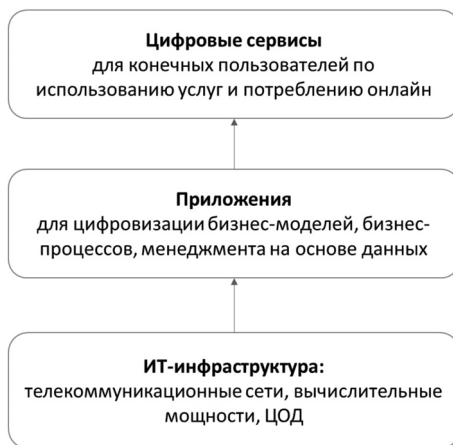 Цифровые сервисы
для конечных пользователей по
использованию услуг и потреблению онлайн
Приложения
для цифровизации бизнес-моделей, бизнес-
процессов, менеджмента на основе данных
ИТ-инфраструктура:
телекоммуникационные сети, вычислительные
мощности, ЦОД